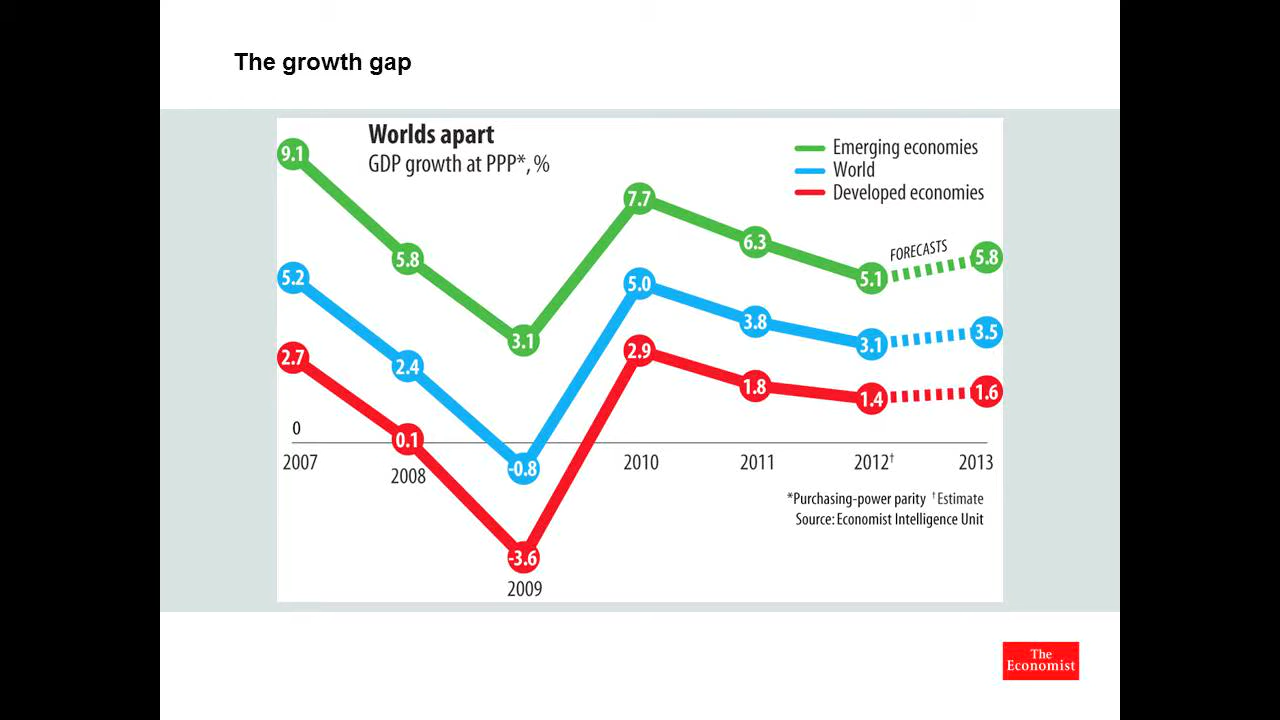 The growth gap
Worlds apart
GDP growth at PPP*, %
Emerging economies
World
Developed economies
9.1
5.8
3.1
7.7
6.3
5.1
FORECASTS
5.8
5.2
2.4
-0.8
5.0
3.8
3.1
3.5
2.7
0.1
-3.6
2.9
1.8
1.4
1.6
0
2007
2008
2009
2010
2011
2012†
2013
*Purchasing-power parity †Estimate
Source: Economist Intelligence Unit
The
Economist